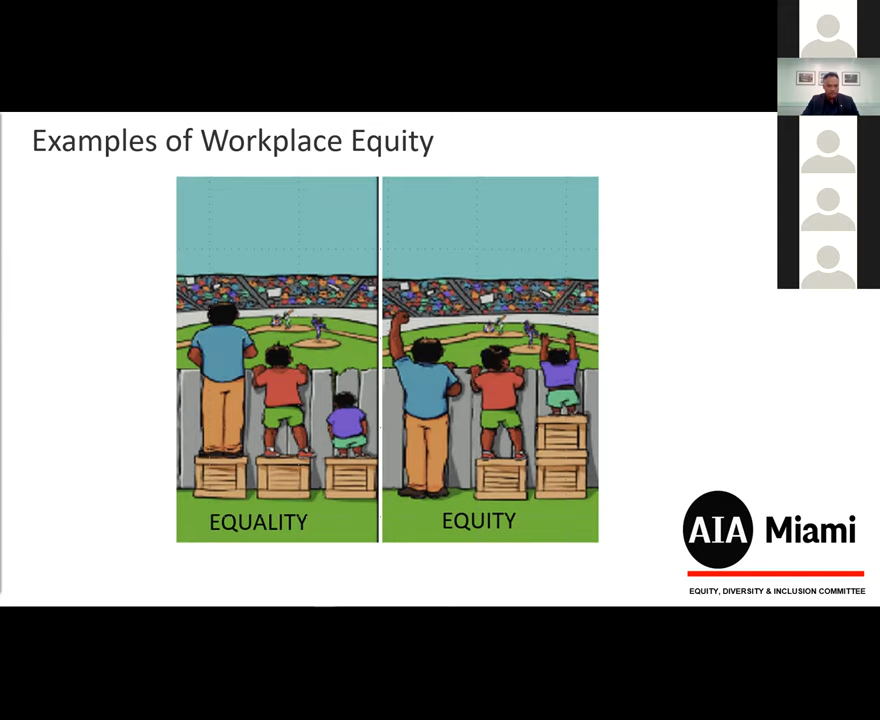 Examples of Workplace Equity
EQUALITY
EQUITY
AIA Miami
EQUITY, DIVERSITY & INCLUSION COMMITTEE